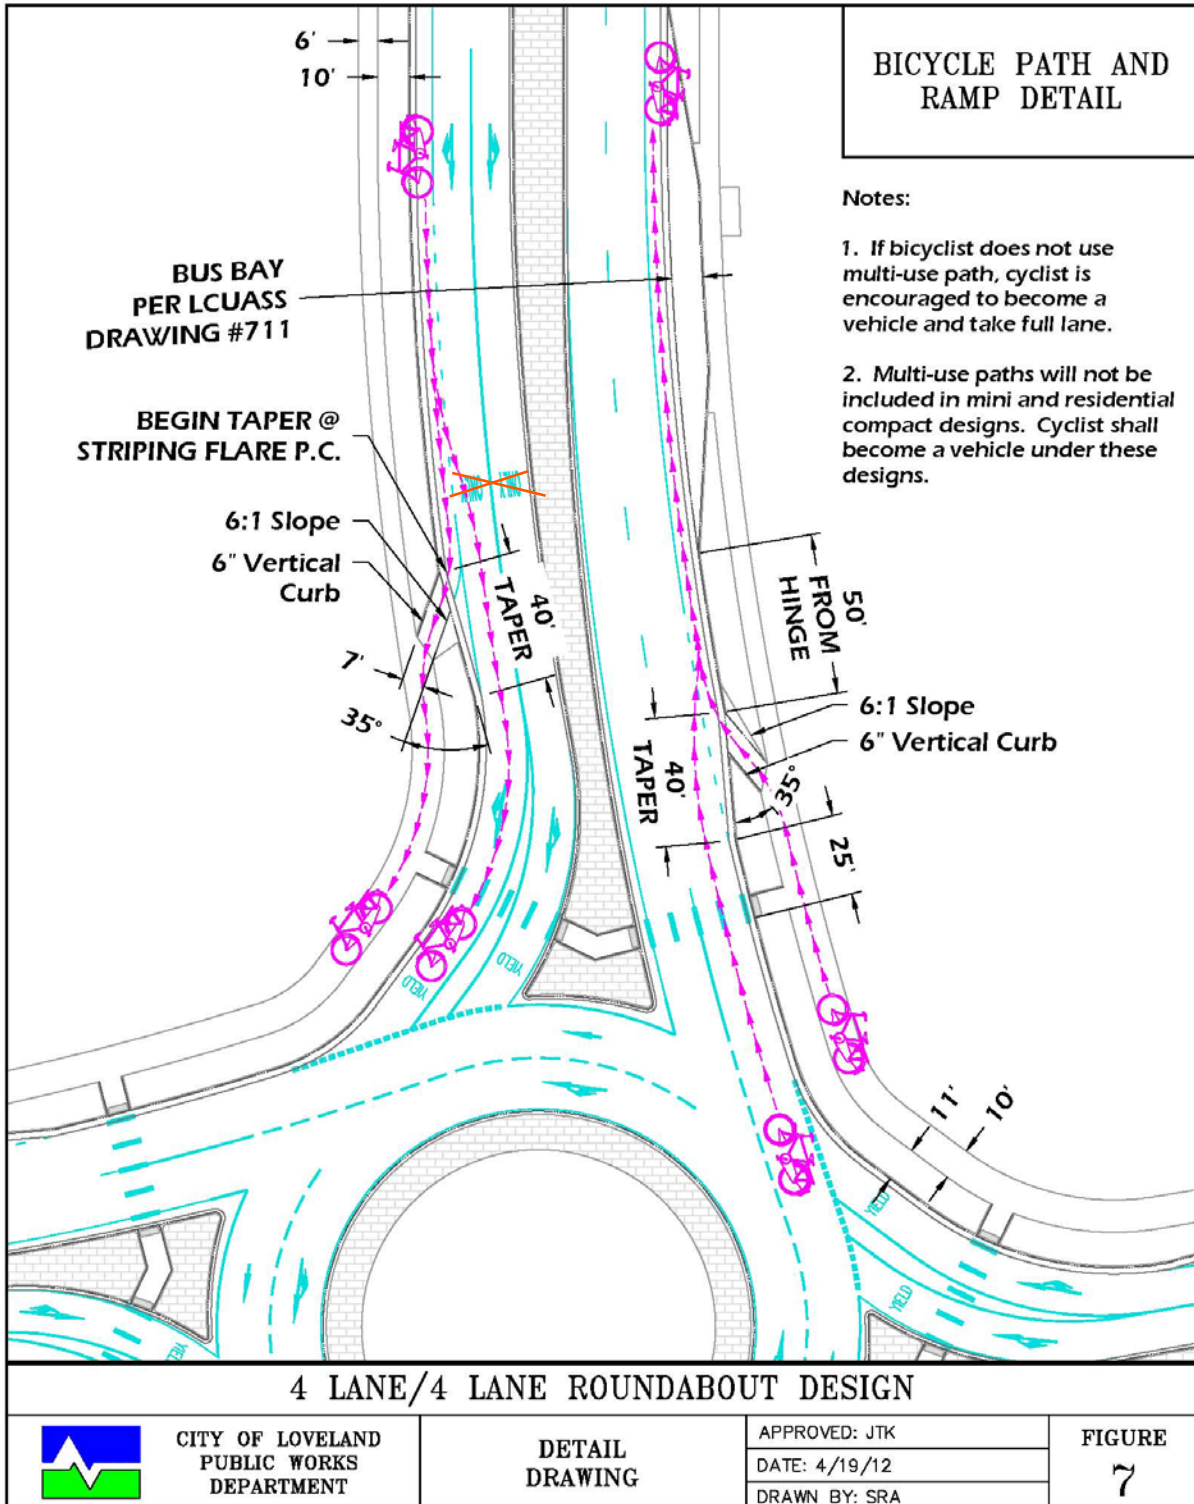 BICYCLE PATH AND
RAMP DETAIL
6'
10'
Notes:
1. If bicyclist does not use
multi-use path, cyclist is
encouraged to become a
vehicle and take full lane.
2. Multi-use paths will not be
included in mini and residential
compact designs. Cyclist shall
become a vehicle under these
designs.
BUS BAY
PER LCUASS
DRAWING #711
BEGIN TAPER @
STRIPING FLARE P.C.
6:1 Slope
6" Vertical
Curb
7'
35°
40'
TAPER
50'
FROM
HINGE
6:1 Slope
6" Vertical Curb
40'
TAPER
35°
25'
YIELD
YIELD
11'
10'
YIELD
YIELD
YIELD
4 LANE/4 LANE ROUNDABOUT DESIGN
CITY OF LOVELAND
PUBLIC WORKS
DEPARTMENT
DETAIL
DRAWING
APPROVED: JTK
DATE: 4/19/12
DRAWN BY: SRA
FIGURE
7